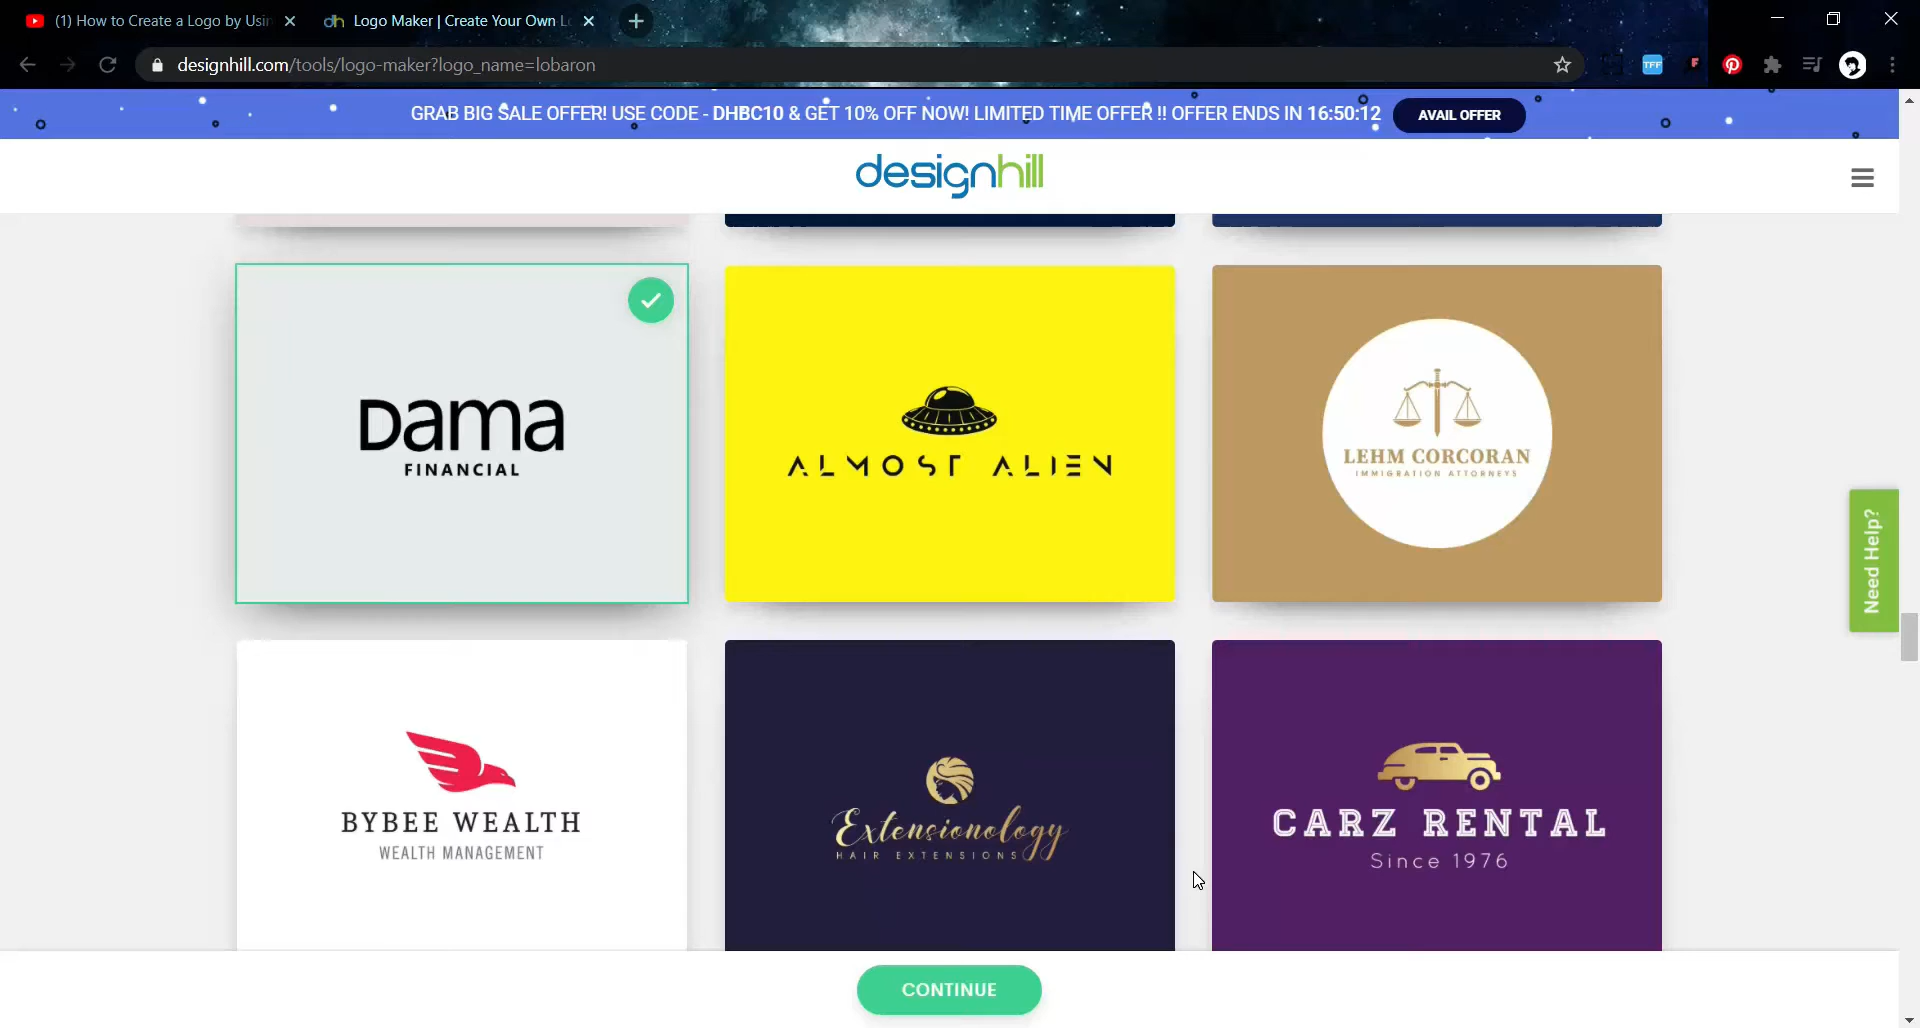 (1) How to Create a Logo by Usin
Logo Maker | Create Your Own Lo
designhill.com/tools/logo-maker?logo_name=lobaron
TFF
F
GRAB BIG SALE OFFER! USE CODE - DHBC10 & GET 10% OFF NOW! LIMITED TIME OFFER !! OFFER ENDS IN 16:50:12
AVAIL OFFER
designhill
Dama
FINANCIAL
ALMOST ALIEN
LEHM CORCORAN
IMMIGRATION ATTORNEYS
Need Help?
BYBEE WEALTH
WEALTH MANAGEMENT
Extensionology
HAIR EXTENSIONS
CARZ RENTAL
Since 1976
CONTINUE